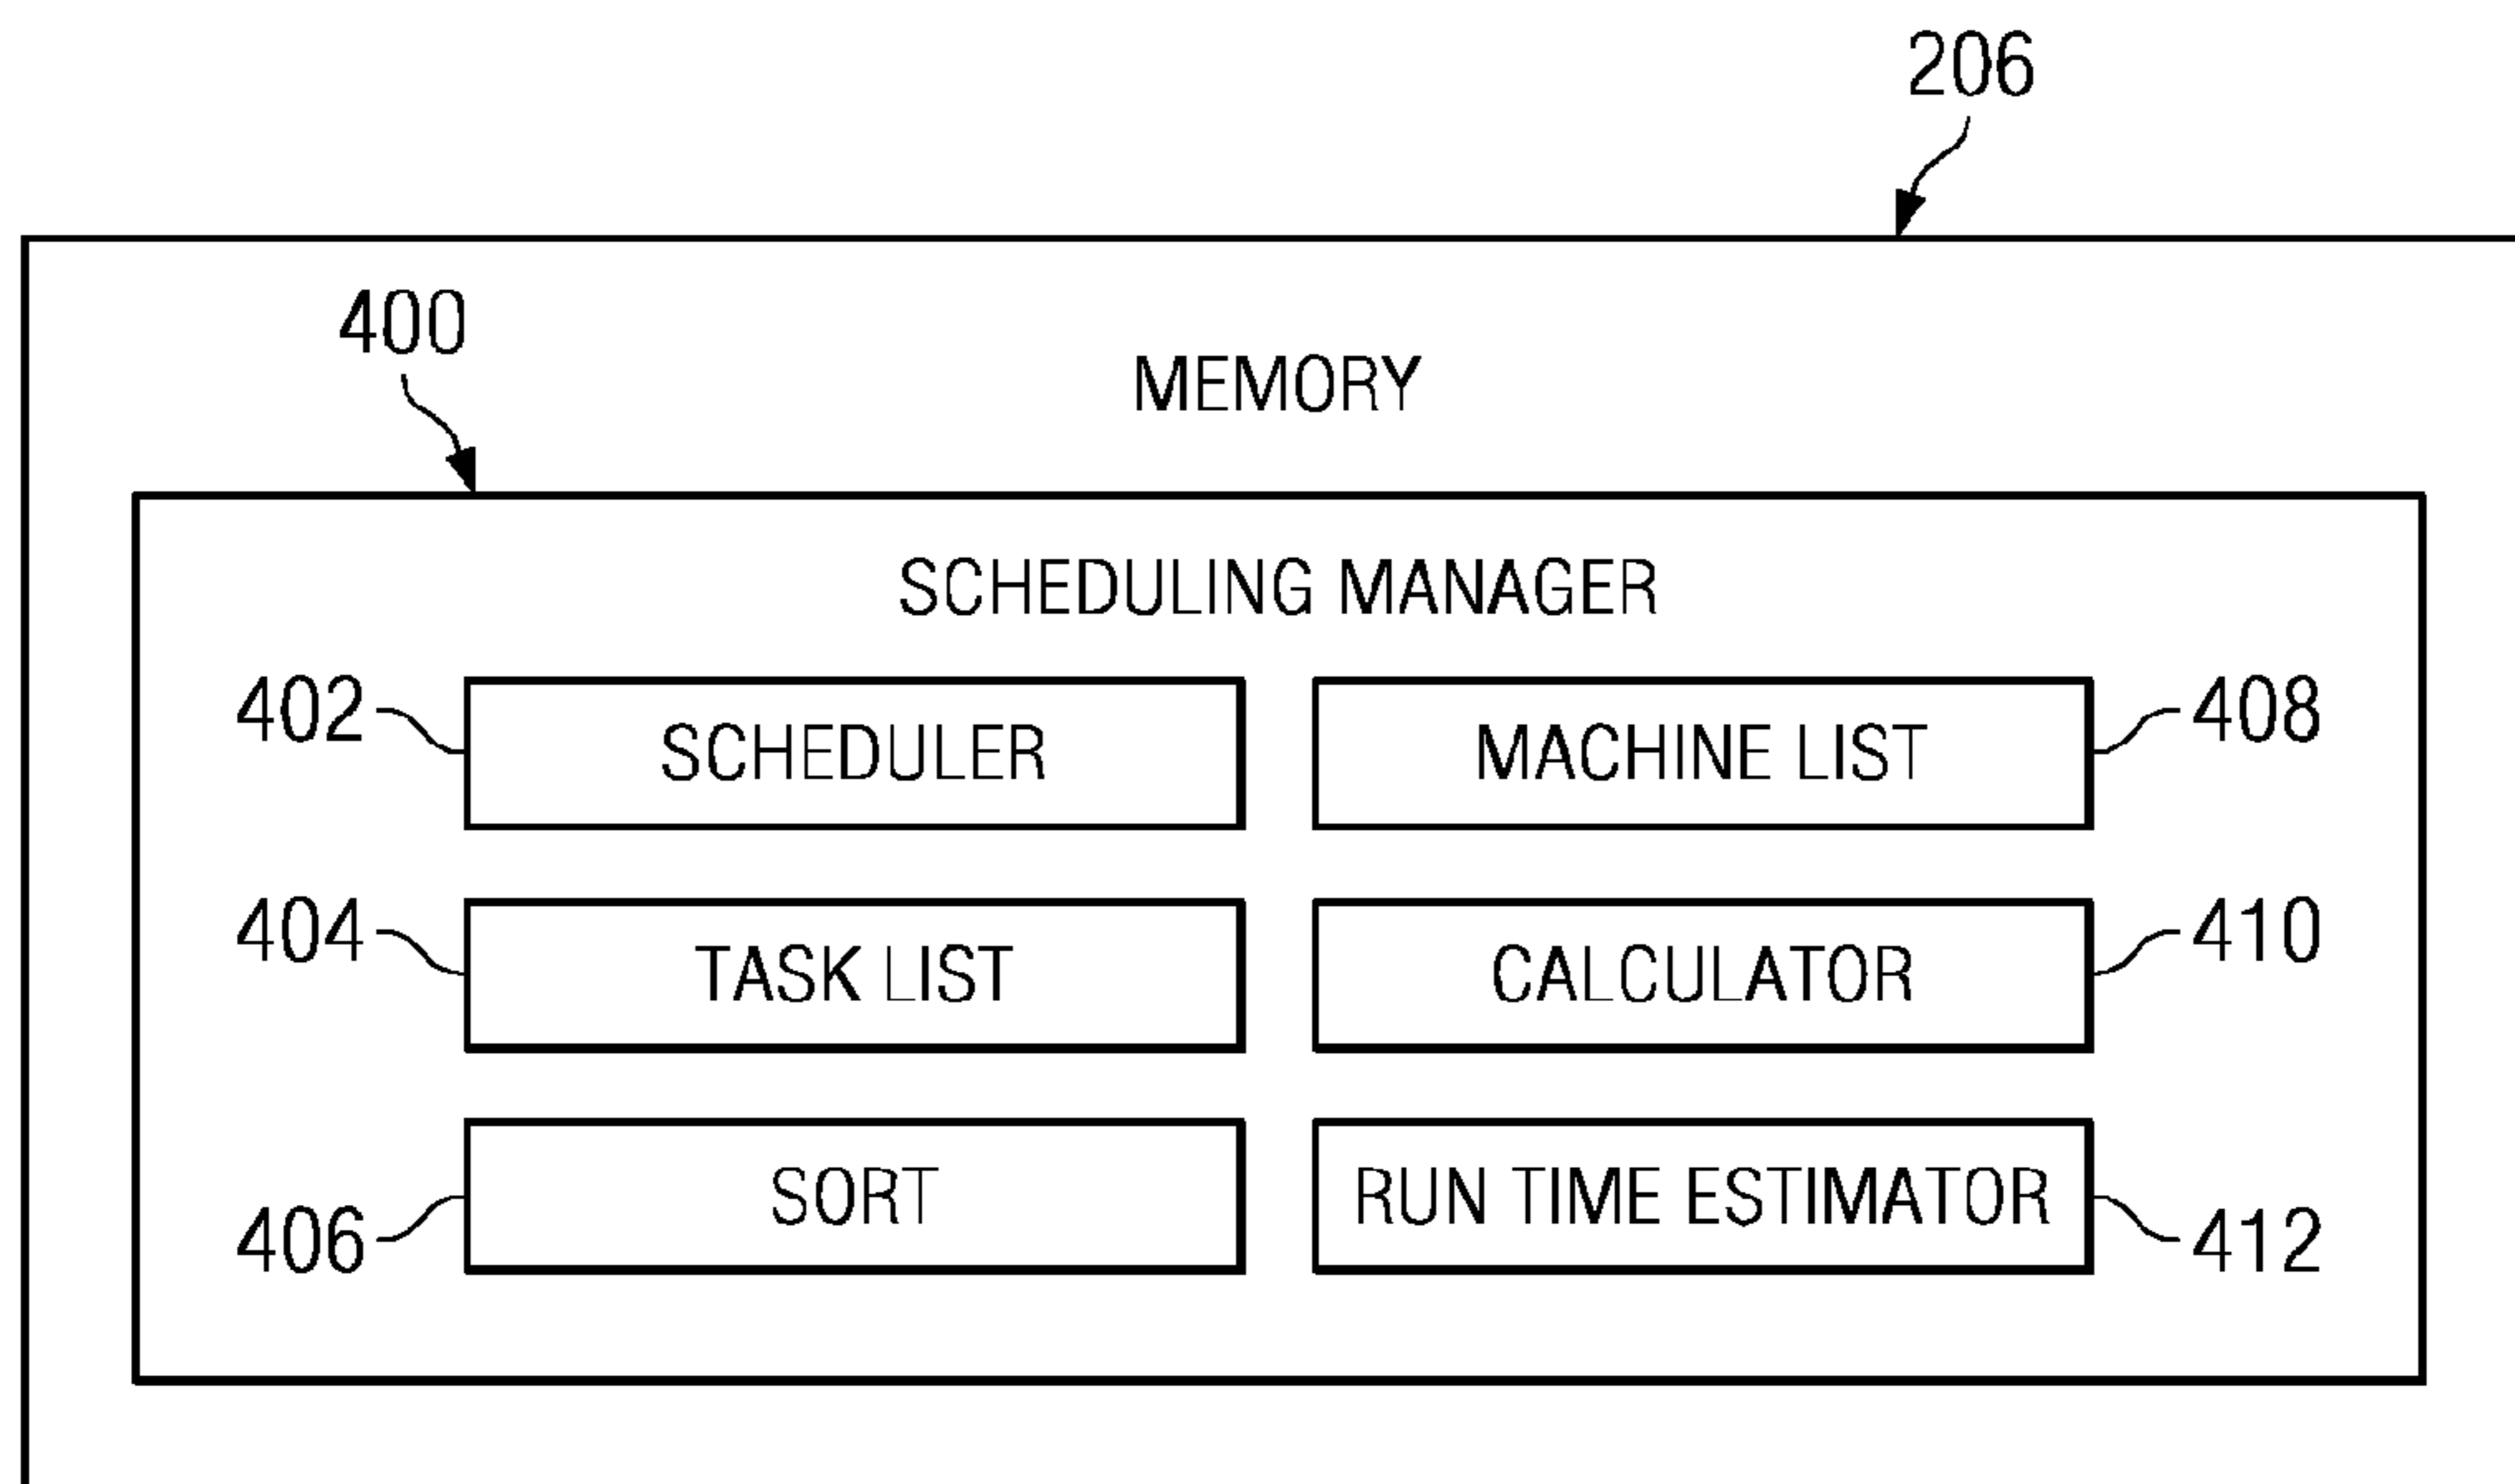 206
400
MEMORY
SCHEDULING MANAGER
402 SCHEDULER MACHINE LIST 408
404 TASK LIST CALCULATOR 410
406 SORT RUN TIME ESTIMATOR 412